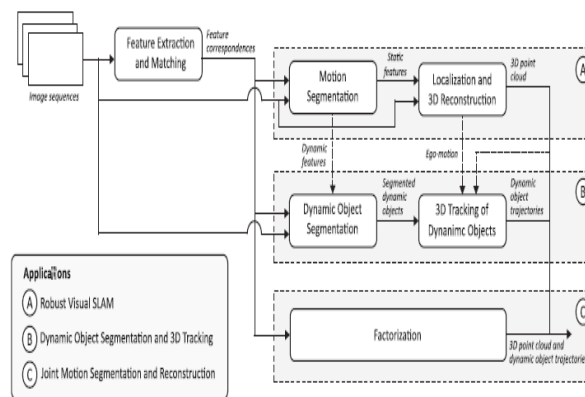 Feature Extraction
and Matching
Feature
correspondences
Image sequences
Motion
Segmentation
Static
features
Localization and
3D Reconstruction
3D point
cloud
A
Dynamic
features
Ego-motion
Dynamic Object
Segmentation
Segmented
dynamic
objects
3D Tracking of
Dynanimc Objects
Dynamic
object
trajectories
B
Factorization
C
3D point cloud and
dynamic object trajectories
A Robust Visual SLAM
B Dynamic Object Segmentation and 3D Tracking
C Joint Motion Segmentation and Reconstruction